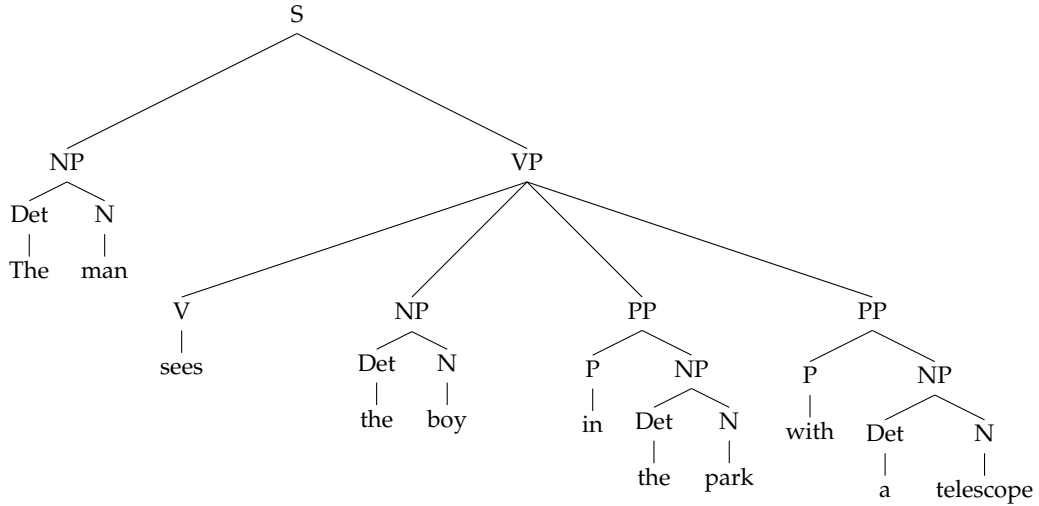 S
NP VP
Det N
The man
V NP PP PP
sees
Det N P NP P NP
the boy in Det N with Det N
the park a telescope